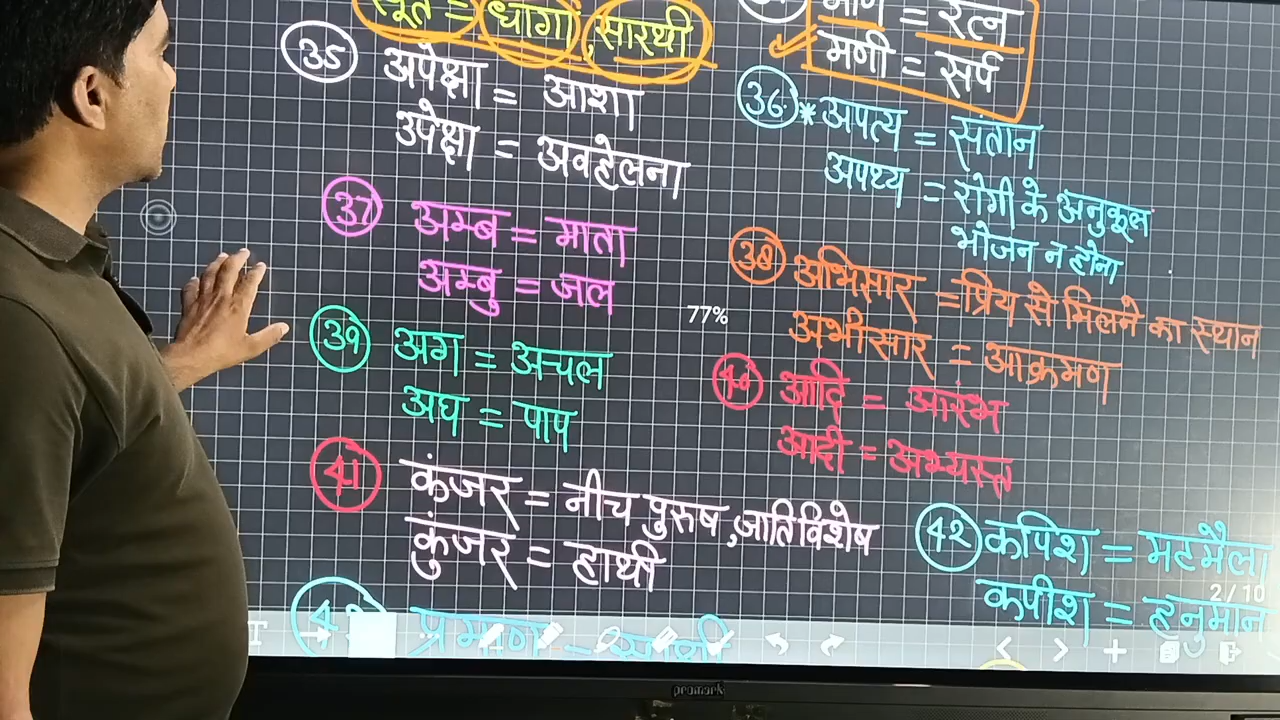 सूत = धागा, सारथी
= रत्न
मणी = सर्प
35 अपेक्षा = आशा
उपेक्षा = अवहेलना
36 * अपत्य = संतान
अपथ्य = रोगी के अनुकूल
भोजन न होना
37 अम्ब = माता
अम्बु = जल
38 अभिसार = प्रिय से मिलने का स्थान
अभीसार = आक्रमण
77%
39 अग = अचल
अघ = पाप
40 आदि = आरंभ
आदी = अभ्यस्त
41 कंजर = नीच पुरुष, जाति विशेष
कुंजर = हाथी
42 कपिश = मटमैला
कपीश = हनुमान
2/10
promark